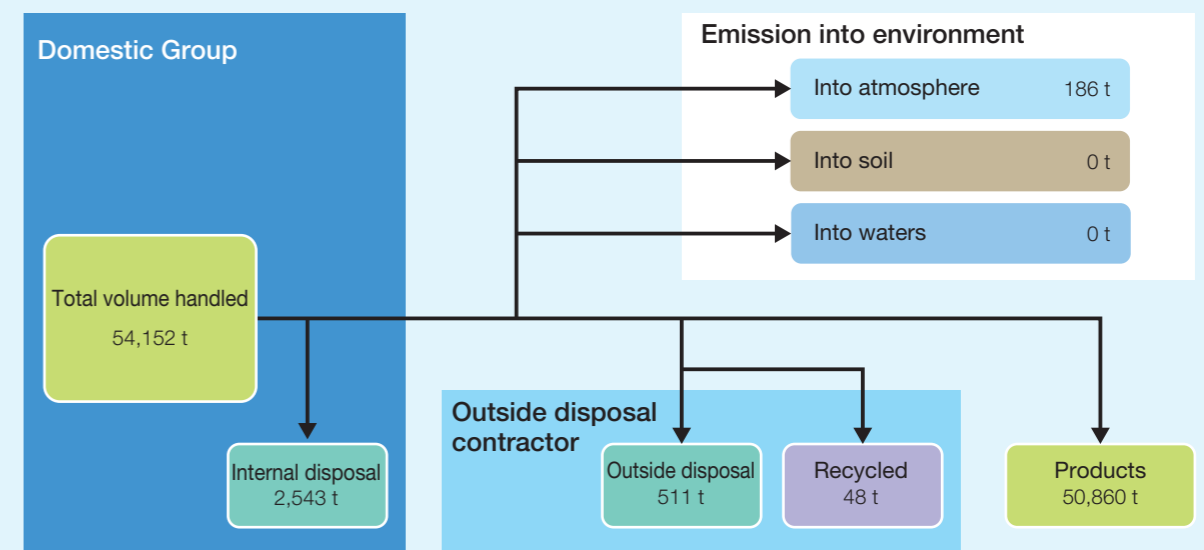 Domestic Group
Emission into environment
Into atmosphere 186 t
Into soil 0 t
Into waters 0 t
Total volume handled
54,152 t
Outside disposal
contractor
Internal disposal
2,543 t
Outside disposal
511 t
Recycled
48 t
Products
50,860 t